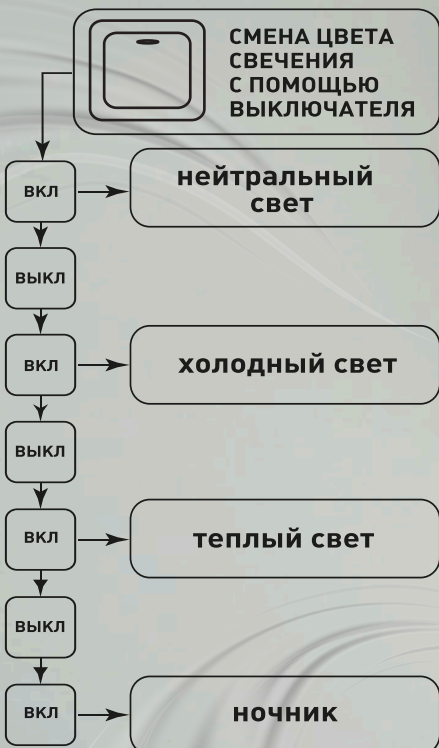 СМЕНА ЦВЕТА
СВЕЧЕНИЯ
С ПОМОЩЬЮ
ВЫКЛЮЧАТЕЛЯ
ВКЛ
нейтральный
свет
ВЫКЛ
ВКЛ
холодный свет
ВЫКЛ
ВКЛ
теплый свет
ВЫКЛ
ВКЛ
ночник